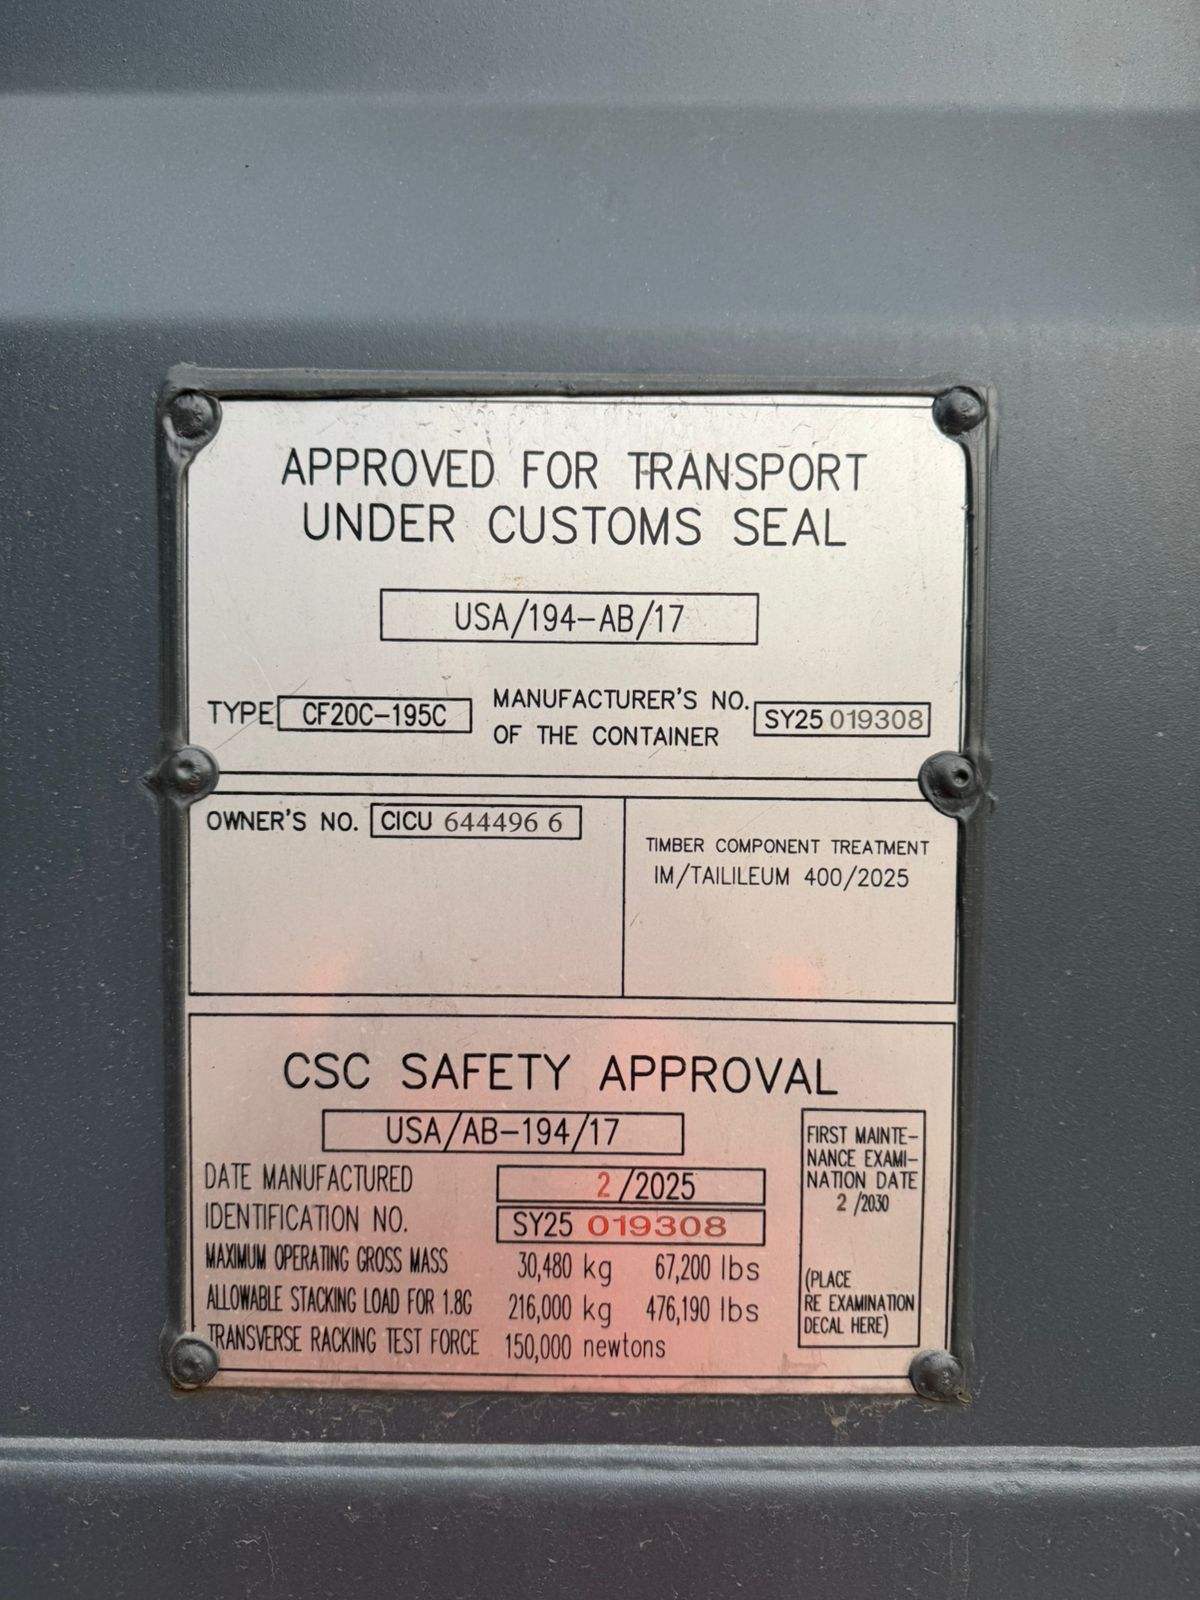 APPROVED FOR TRANSPORT
UNDER CUSTOMS SEAL
USA/194-AB/17
TYPE CF20C-195C
MANUFACTURER'S NO.
OF THE CONTAINER
SY25 019308
OWNER'S NO. CICU 644496 6
TIMBER COMPONENT TREATMENT
IM/TAILILEUM 400/2025
CSC SAFETY APPROVAL
USA/AB-194/17
DATE MANUFACTURED 2/2025
IDENTIFICATION NO. SY25 019308
MAXIMUM OPERATING GROSS MASS 30,480 kg 67,200 lbs
ALLOWABLE STACKING LOAD FOR 1.8G 216,000 kg 476,190 lbs
TRANSVERSE RACKING TEST FORCE 150,000 newtons
FIRST MAINTE-
NANCE EXAMI-
NATION DATE
2 /2030
(PLACE
RE EXAMINATION
DECAL HERE)